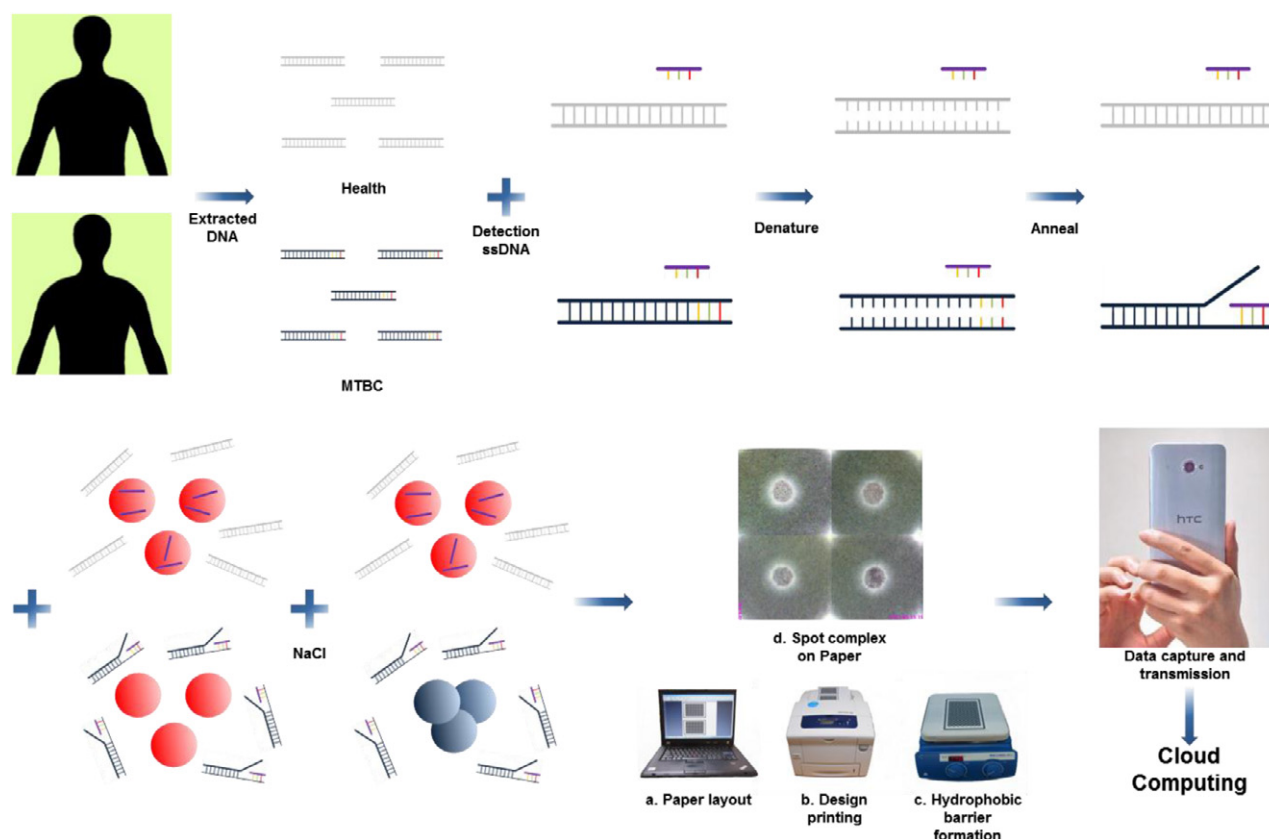 Health
Extracted
DNA
Detection
ssDNA
Denature
Anneal
MTBC
NaCl
hTC
d. Spot complex
on Paper
Data capture and
transmission
a. Paper layout
b. Design
printing
c. Hydrophobic
barrier
formation
Cloud
Computing